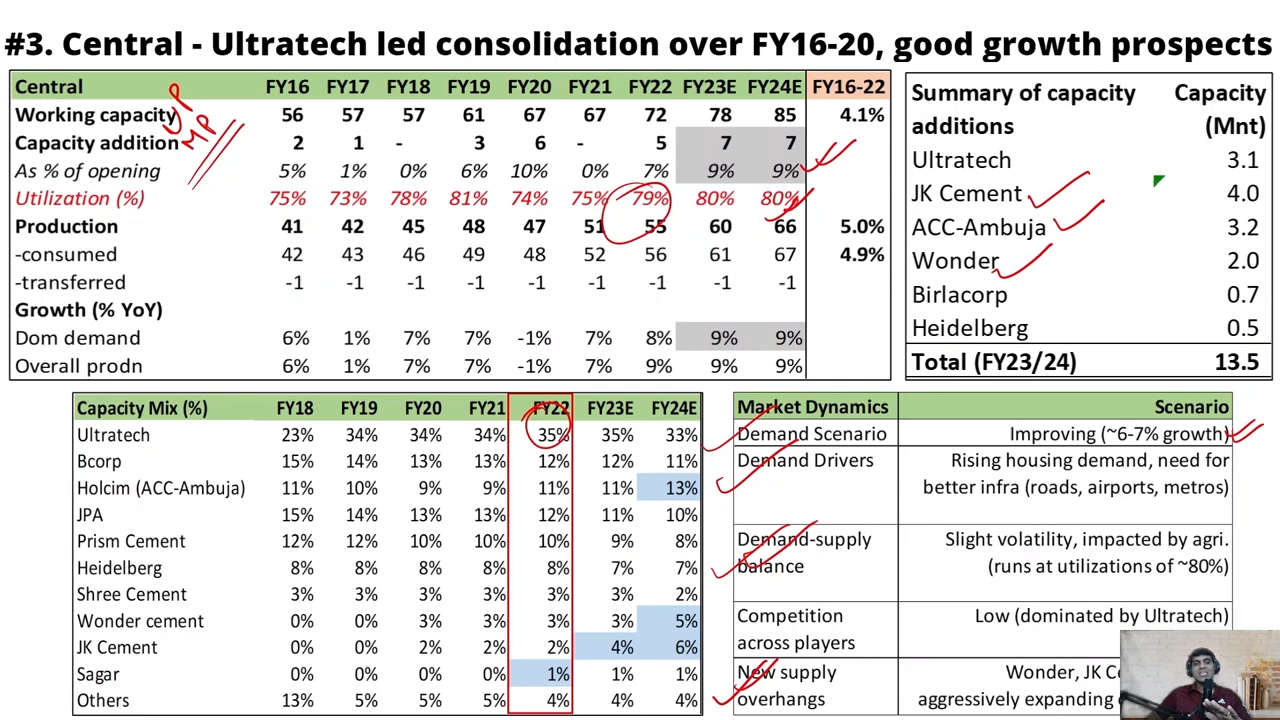 #3. Central - Ultratech led consolidation over FY16-20, good growth prospects
Central FY16 FY17 FY18 FY19 FY20 FY21 FY22 FY23E FY24E FY16-22
Working capacity 56 57 57 61 67 67 72 78 85 4.1%
Capacity addition 2 1 - 3 6 - 5 7 7
As % of opening 5% 1% 0% 6% 10% 0% 7% 9% 9%
Utilization (%) 75% 73% 78% 81% 74% 75% 79% 80% 80%
Production 41 42 45 48 47 51 55 60 66 5.0%
-consumed 42 43 46 49 48 52 56 61 67 4.9%
-transferred -1 -1 -1 -1 -1 -1 -1 -1 -1
Growth (% YoY)
Dom demand 6% 1% 7% 7% -1% 7% 8% 9% 9%
Overall prodn 6% 1% 7% 7% -1% 7% 9% 9% 9%
UP
MP
Summary of capacity Capacity
additions (Mnt)
Ultratech 3.1
JK Cement 4.0
ACC-Ambuja 3.2
Wonder 2.0
Birlacorp 0.7
Heidelberg 0.5
Total (FY23/24) 13.5
Capacity Mix (%) FY18 FY19 FY20 FY21 FY22 FY23E FY24E
Ultratech 23% 34% 34% 34% 35% 35% 33%
Bcorp 15% 14% 13% 13% 12% 12% 11%
Holcim (ACC-Ambuja) 11% 10% 9% 9% 11% 11% 13%
JPA 15% 14% 13% 13% 12% 11% 10%
Prism Cement 12% 12% 10% 10% 10% 9% 8%
Heidelberg 8% 8% 8% 8% 8% 7% 7%
Shree Cement 3% 3% 3% 3% 3% 3% 2%
Wonder cement 0% 0% 3% 3% 3% 3% 5%
JK Cement 0% 0% 2% 2% 2% 4% 6%
Sagar 0% 0% 0% 0% 1% 1% 1%
Others 13% 5% 5% 5% 4% 4% 4%
Market Dynamics Scenario
Demand Scenario Improving (~6-7% growth)
Demand Drivers Rising housing demand, need for
better infra (roads, airports, metros)
Demand-supply Slight volatility, impacted by agri.
balance (runs at utilizations of ~80%)
Competition Low (dominated by Ultratech)
across players
New supply Wonder, JK
overhangs aggressively expanding